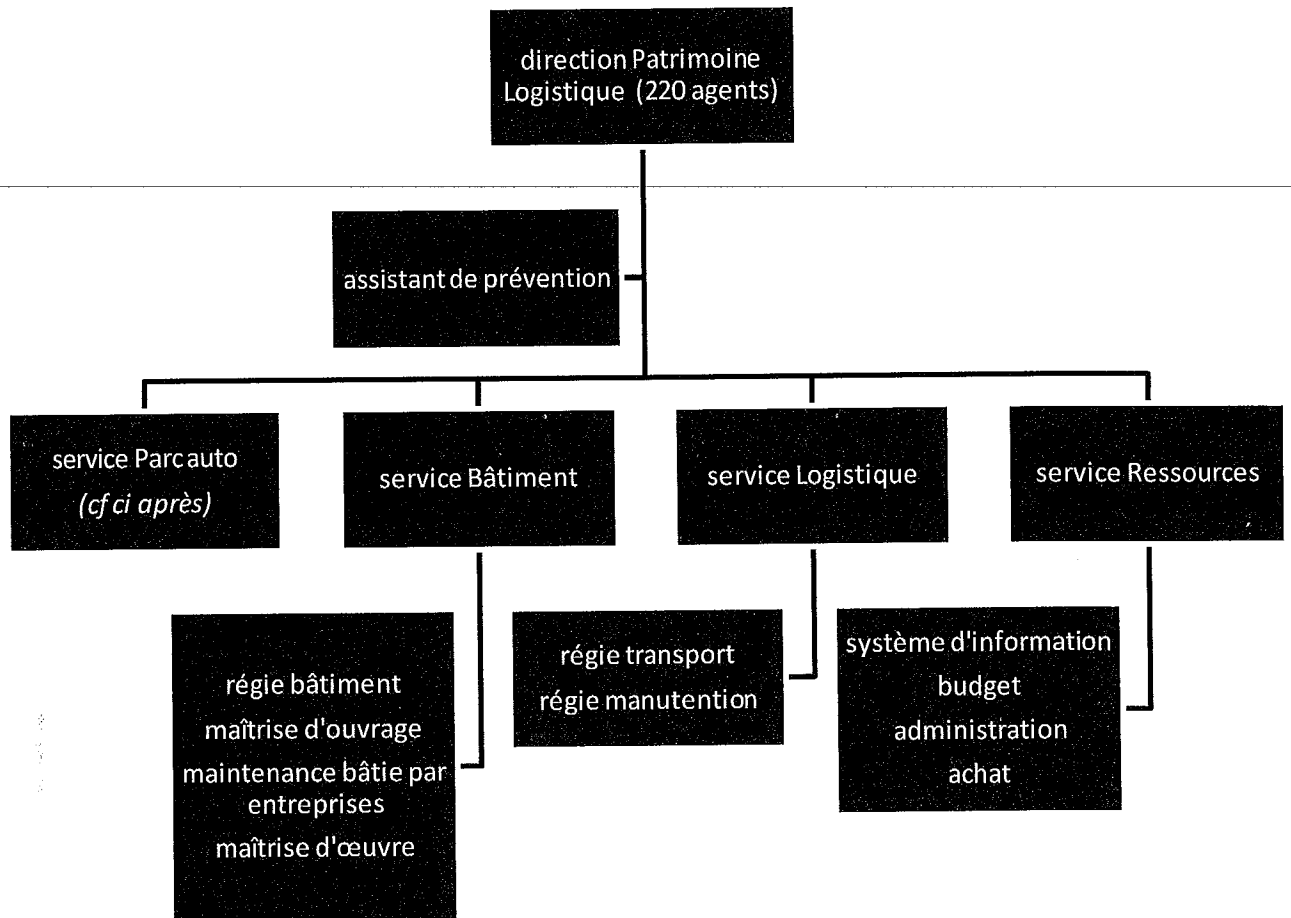 direction Patrimoine
Logistique (220 agents)
assistant de prévention
service Parc auto
(cf ci après)
service Bâtiment
service Logistique
service Ressources
régie bâtiment
maîtrise d'ouvrage
maintenance bâtie par
entreprises
maîtrise d'œuvre
régie transport
régie manutention
système d'information
budget
administration
achat